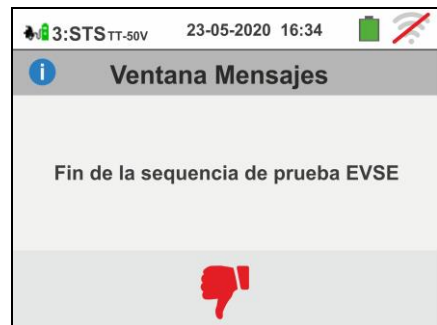 3:STS TT-50V 23-05-2020 16:34
i Ventana Mensajes
Fin de la sequencia de prueba EVSE